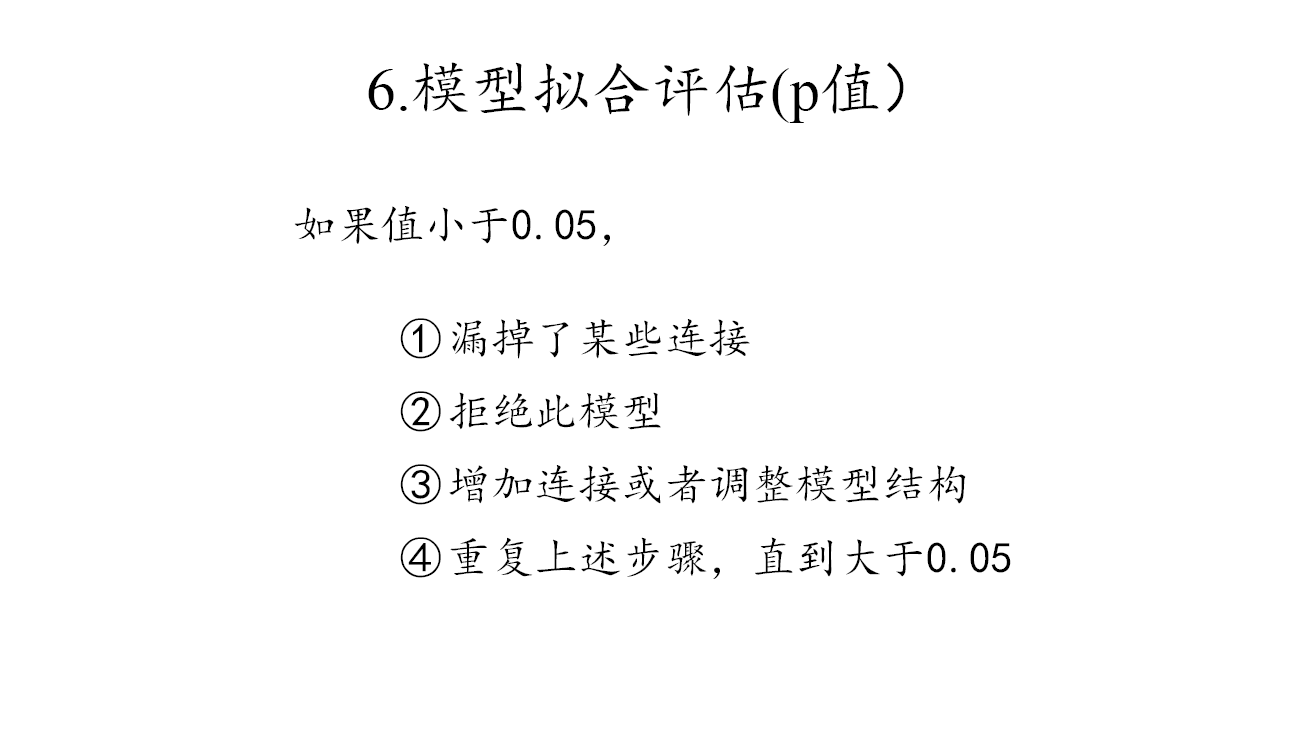 6.模型拟合评估(p值）
如果值小于0.05，
①漏掉了某些连接
②拒绝此模型
③增加连接或者调整模型结构
④重复上述步骤，直到大于0.05